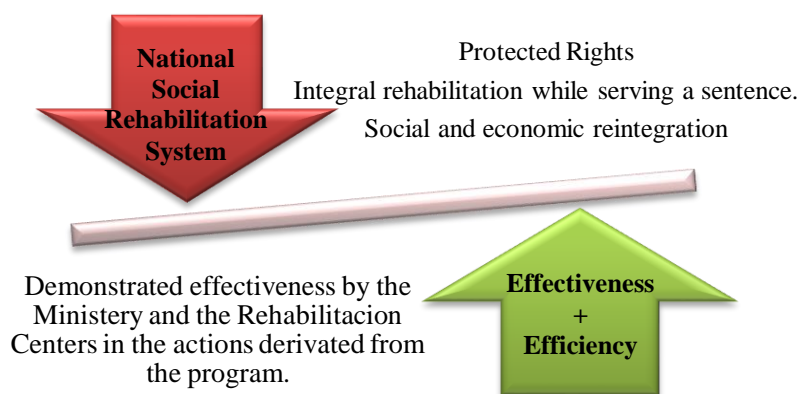 National
Social
Rehabilitation
System
Protected Rights
Integral rehabilitation while serving a sentence.
Social and economic reintegration
Demonstrated effectiveness by the
Ministery and the Rehabilitacion
Centers in the actions derivated from
the program.
Effectiveness
+
Efficiency